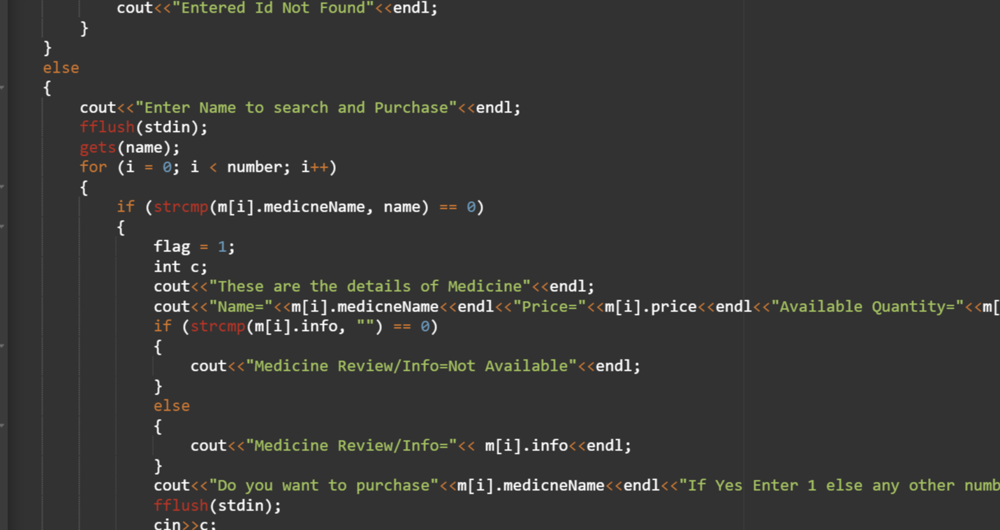 cout<<"Entered Id Not Found"<<endl;
}
}
else
{
cout<<"Enter Name to search and Purchase"<<endl;
fflush(stdin);
gets(name);
for (i = 0; i < number; i++)
{
if (strcmp(m[i].medicneName, name) == 0)
{
flag = 1;
int c;
cout<<"These are the details of Medicine"<<endl;
cout<<"Name="<<m[i].medicneName<<endl<<"Price="<<m[i].price<<endl<<"Available Quantity="<<m[
if (strcmp(m[i].info, "") == 0)
{
cout<<"Medicine Review/Info=Not Available"<<endl;
}
else
{
cout<<"Medicine Review/Info="<< m[i].info<<endl;
}
cout<<"Do you want to purchase"<<m[i].medicneName<<endl<<"If Yes Enter 1 else any other numb
fflush(stdin);
cin>>c;